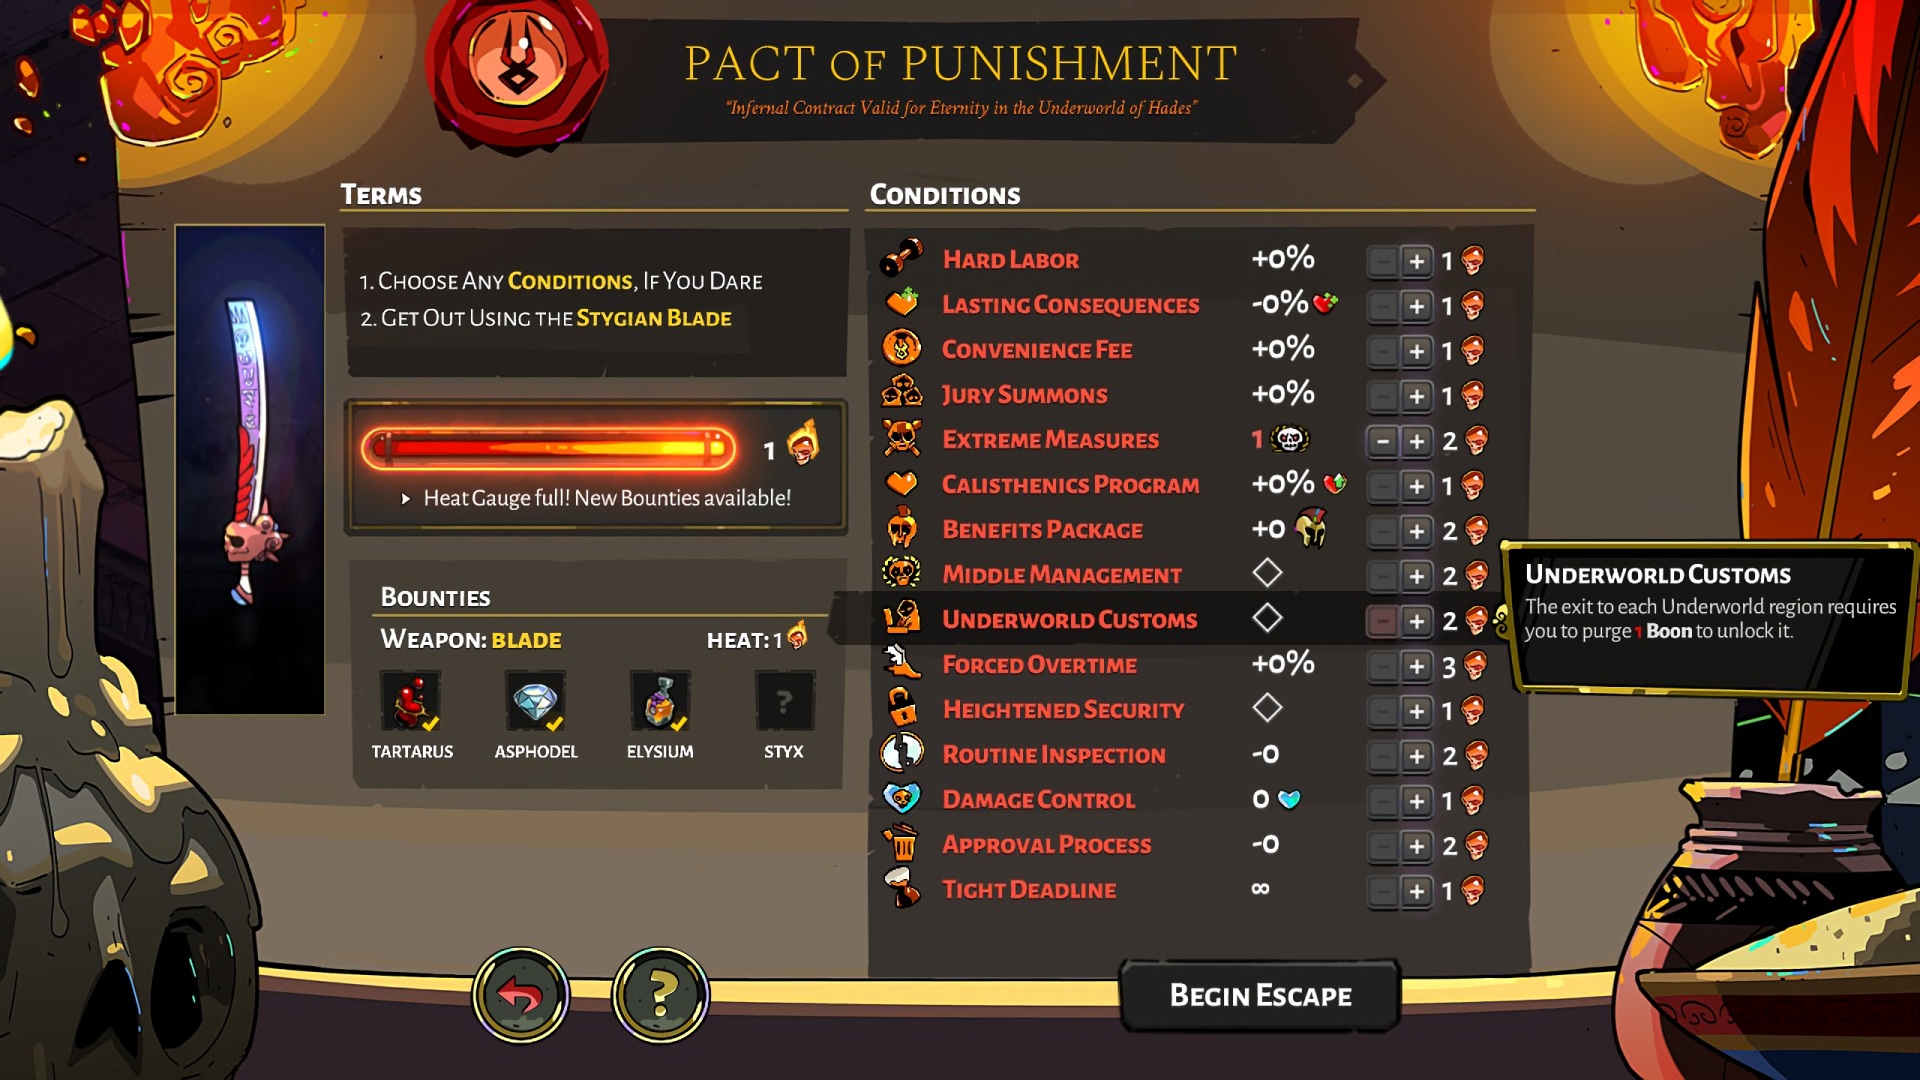 PACT OF PUNISHMENT
"Infernal Contract Valid for Eternity in the Underworld of Hades"
TERMS
1. CHOOSE ANY CONDITIONS, IF YOU DARE
2. GET OUT USING THE STYGIAN BLADE
1
Heat Gauge full! New Bounties available!
BOUNTIES
WEAPON: BLADE HEAT: 1
?
TARTARUS ASPHODEL ELYSIUM STYX
CONDITIONS
HARD LABOR +0% - + 1
LASTING CONSEQUENCES -0% - + 1
CONVENIENCE FEE +0% - + 1
JURY SUMMONS +0% - + 1
EXTREME MEASURES 1 - + 2
CALISTHENICS PROGRAM +0% - + 1
BENEFITS PACKAGE +0 - + 2
MIDDLE MANAGEMENT - + 2
UNDERWORLD CUSTOMS - + 2
FORCED OVERTIME +0% - + 3
HEIGHTENED SECURITY - + 1
ROUTINE INSPECTION -0 - + 2
DAMAGE CONTROL 0 - + 1
APPROVAL PROCESS -0 - + 2
TIGHT DEADLINE ∞ - + 1
UNDERWORLD CUSTOMS
The exit to each Underworld region requires
you to purge 1 Boon to unlock it.
?
BEGIN ESCAPE